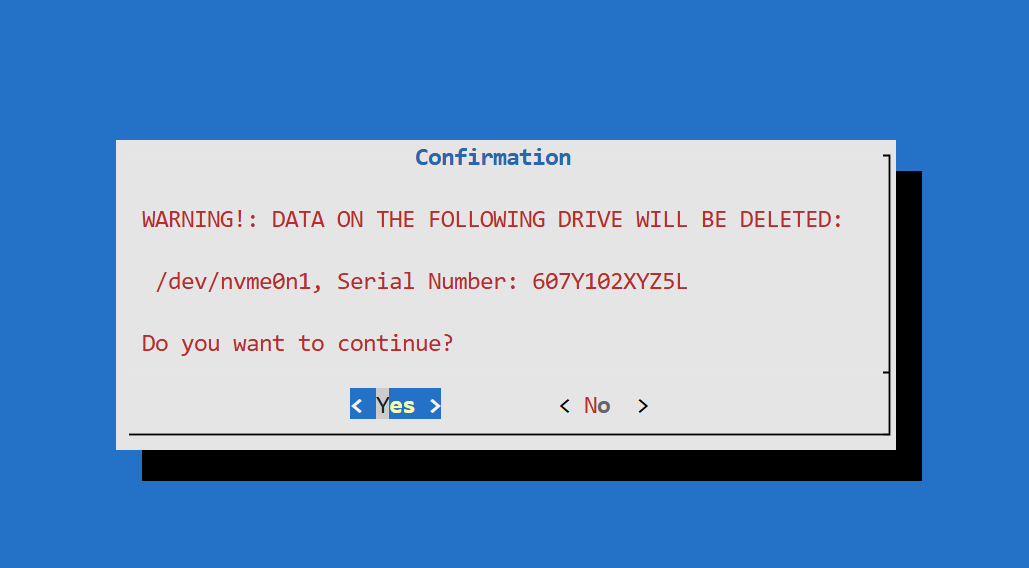 Confirmation
WARNING!: DATA ON THE FOLLOWING DRIVE WILL BE DELETED:
/dev/nvme0n1, Serial Number: 607Y102XYZ5L
Do you want to continue?
< Yes > < No >